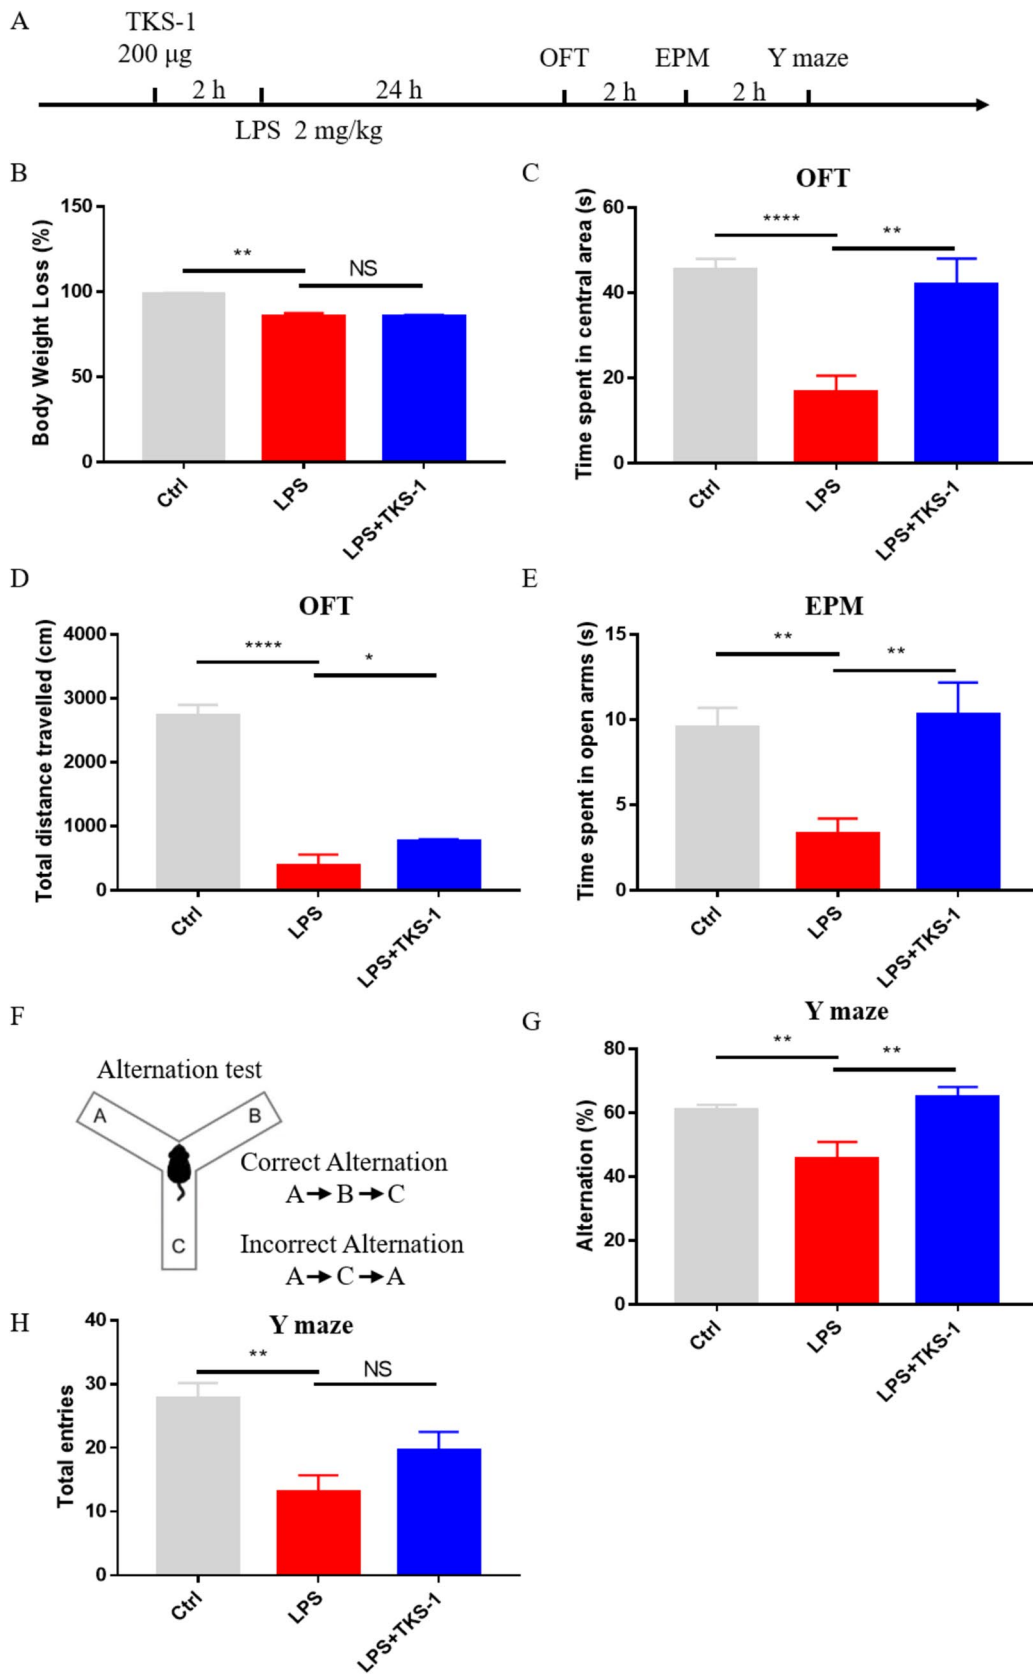 A
TKS-1
200 μg
OFT
EPM
Y maze
2 h
24 h
2 h
2 h
LPS 2 mg/kg
B
150
100
50
0
Body Weight Loss (%)
**
NS
Ctrl
LPS
LPS+TKS-1
C
OFT
60
40
20
0
Time spent in central area (s)
****
**
Ctrl
LPS
LPS+TKS-1
D
OFT
4000
3000
2000
1000
0
Total distance travelled (cm)
****
*
Ctrl
LPS
LPS+TKS-1
E
EPM
15
10
5
0
Time spent in open arms (s)
**
**
Ctrl
LPS
LPS+TKS-1
F
Alternation test
A
B
C
Correct Alternation
A→B→C
Incorrect Alternation
A→C→A
G
Y maze
80
60
40
20
0
Alternation (%)
**
**
Ctrl
LPS
LPS+TKS-1
H
Y maze
40
30
20
10
0
Total entries
**
NS
Ctrl
LPS
LPS+TKS-1